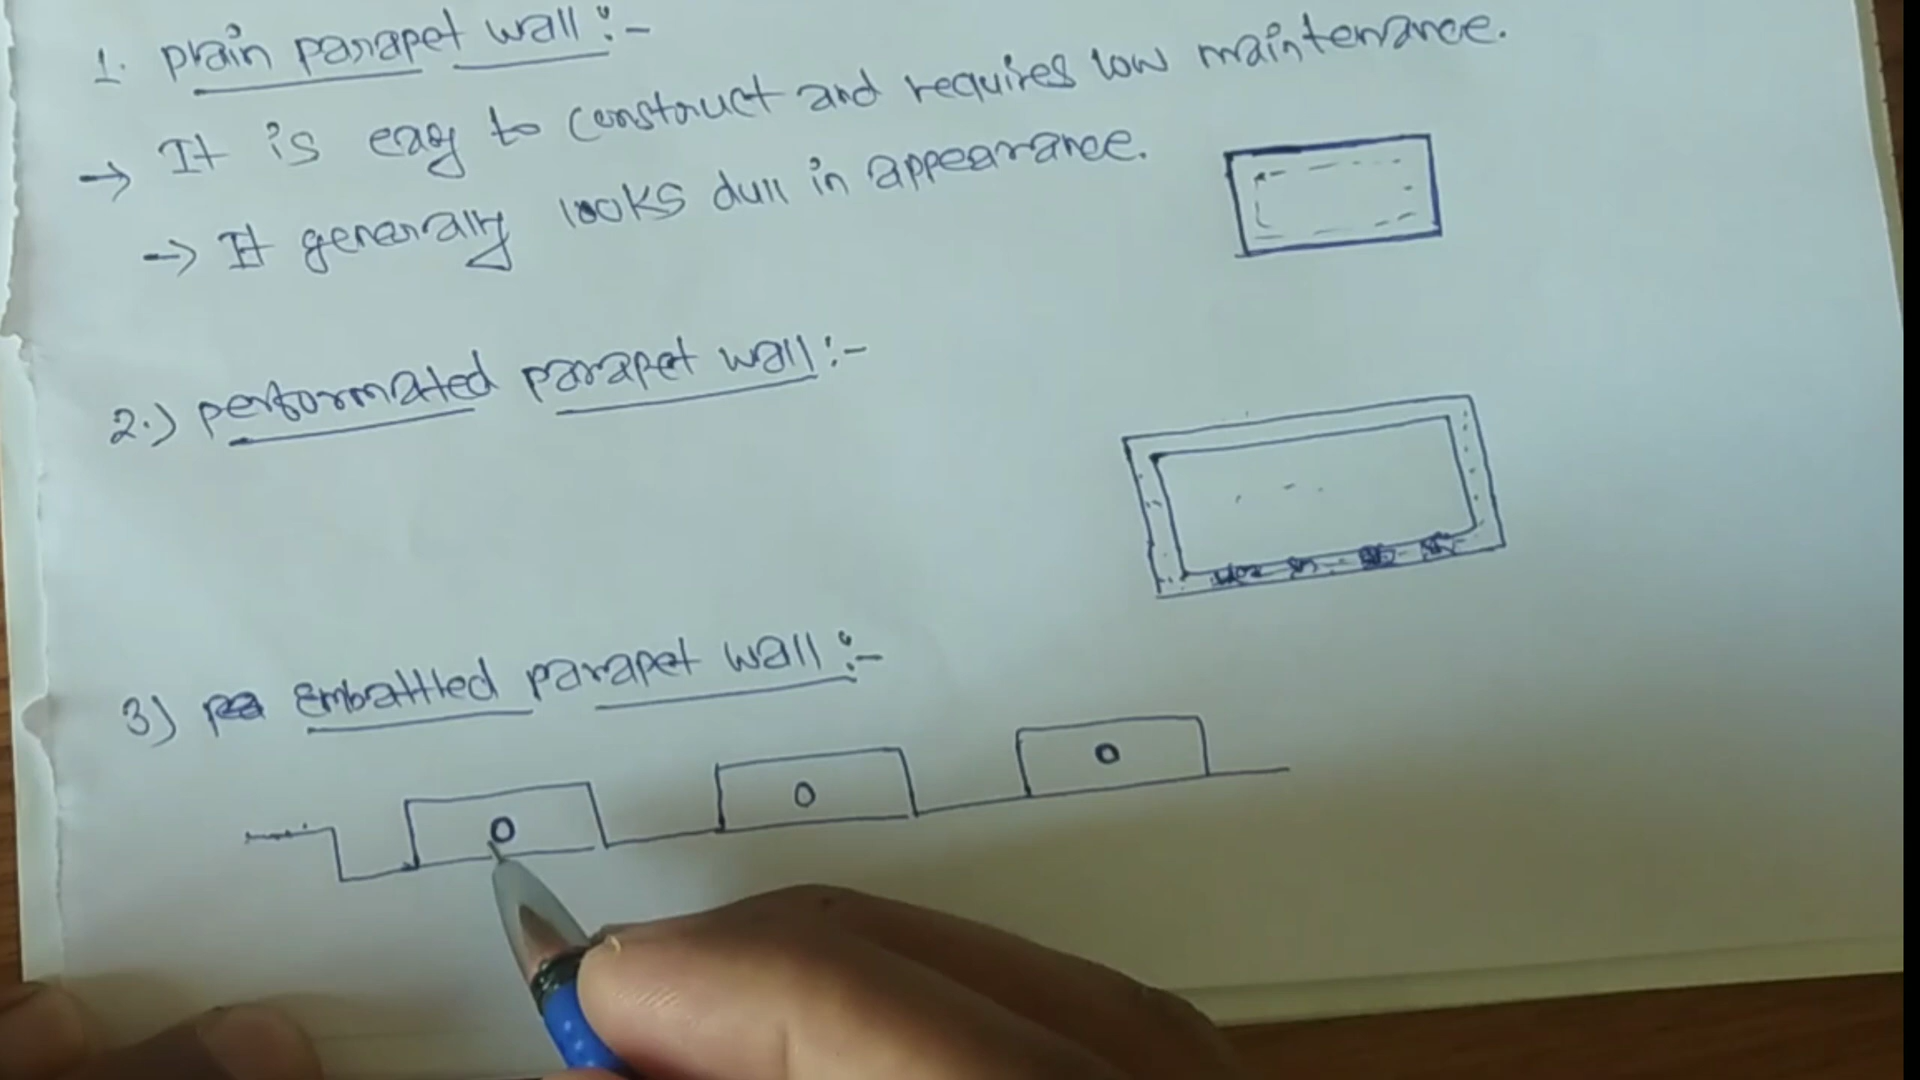 1. plain parapet wall :-
→ It is easy to construct and requires low maintenance.
→ It generally looks dull in appearance.
2.) performated parapet wall :-
3) embattled parapet wall :-